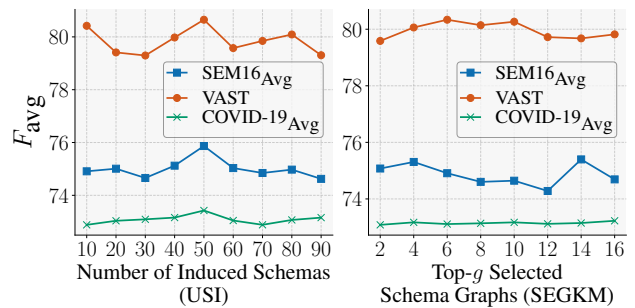 F_avg
80
78
76
74
SEM16_Avg
VAST
COVID-19_Avg
10 20 30 40 50 60 70 80 90
Number of Induced Schemas
(USI)
80
78
76
74
SEM16_Avg
VAST
COVID-19_Avg
2 4 6 8 10 12 14 16
Top-g Selected
Schema Graphs (SEGKM)